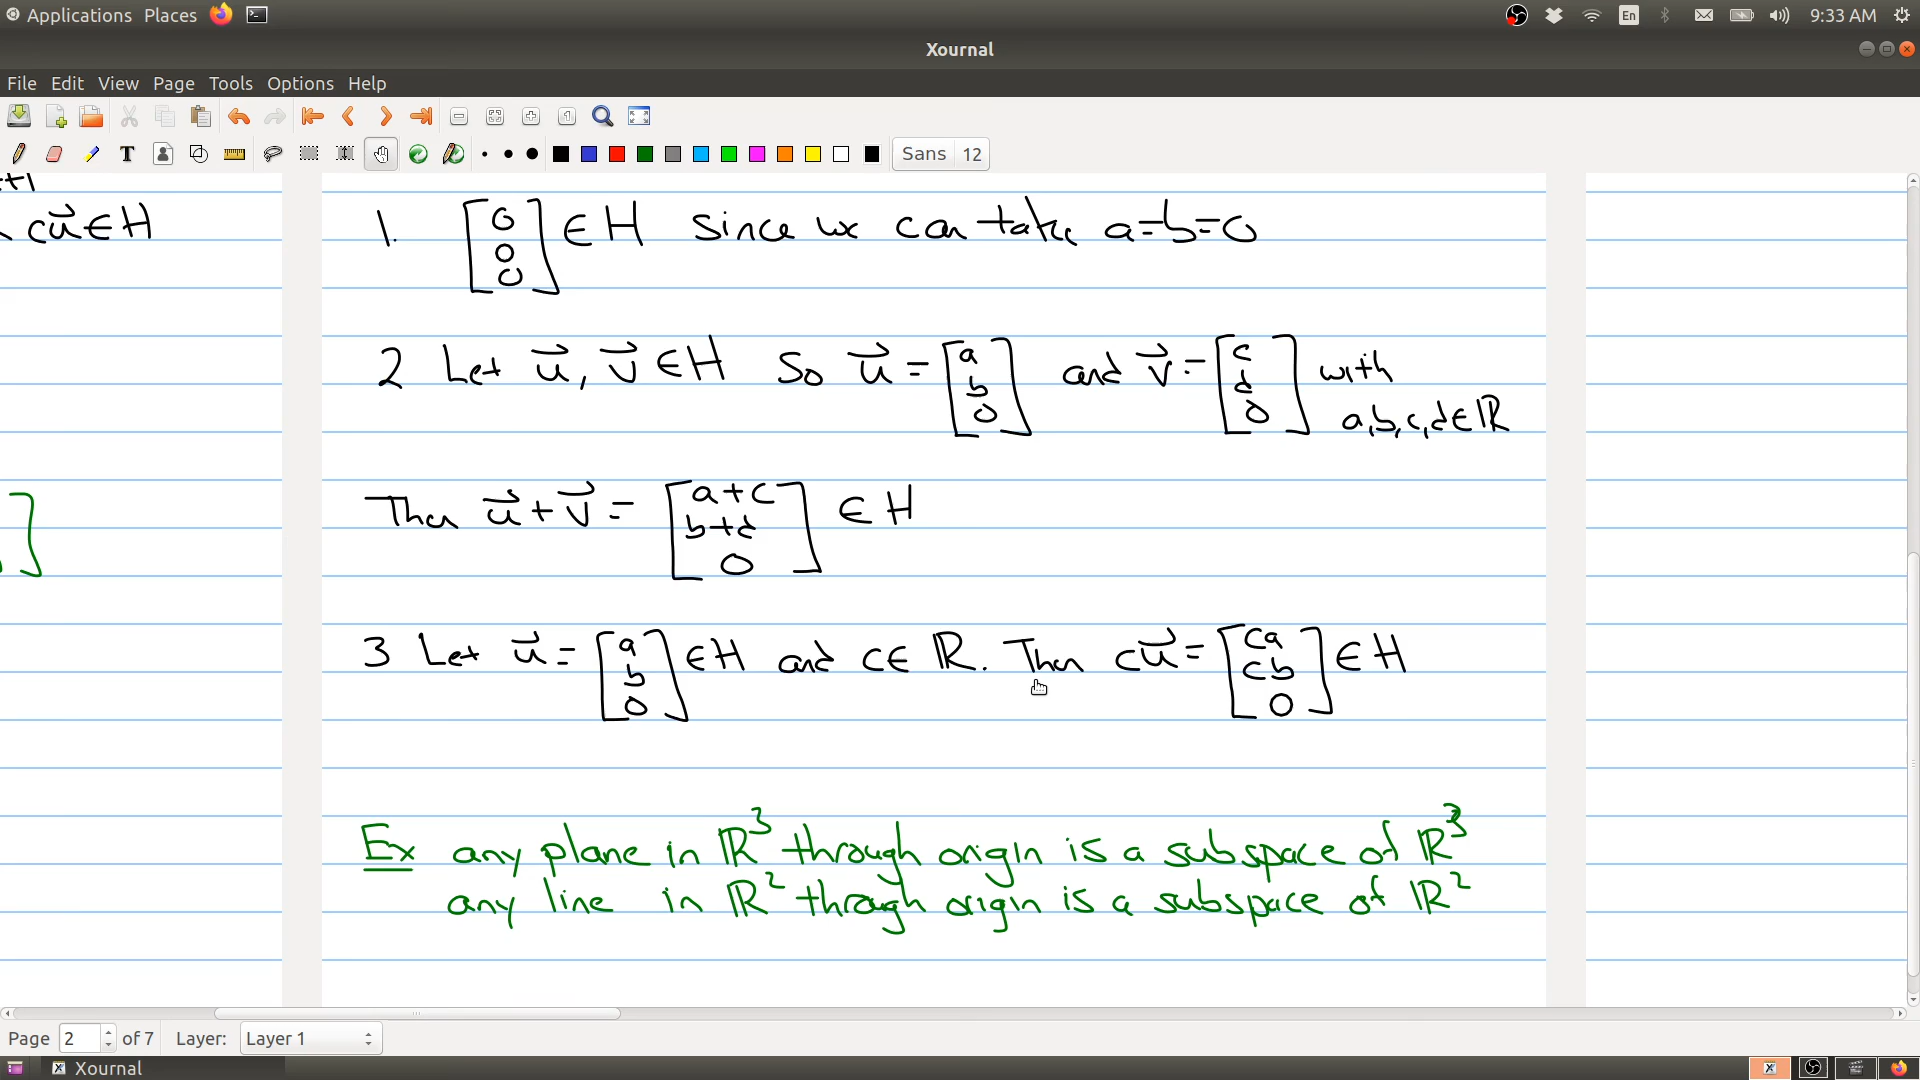 Applications Places En 9:33 AM
Xournal
File Edit View Page Tools Options Help
Sans 12
n+1
cu⃗∈H
1. [0 0 0] ∈ H since we can take a=b=0
2 Let u⃗, v⃗ ∈ H So u⃗ = [a b 0] and v⃗ = [c d 0] with
a,b,c,d∈ℝ
Then u⃗+v⃗ = [a+c b+d 0] ∈ H
3 Let u⃗ = [a b 0] ∈H and c∈ ℝ. Then cu⃗ = [ca cb 0] ∈ H
Ex any plane in ℝ³ through origin is a subspace of ℝ³
any line in ℝ² through origin is a subspace of ℝ²
Page 2 of 7 Layer: Layer 1
Xournal